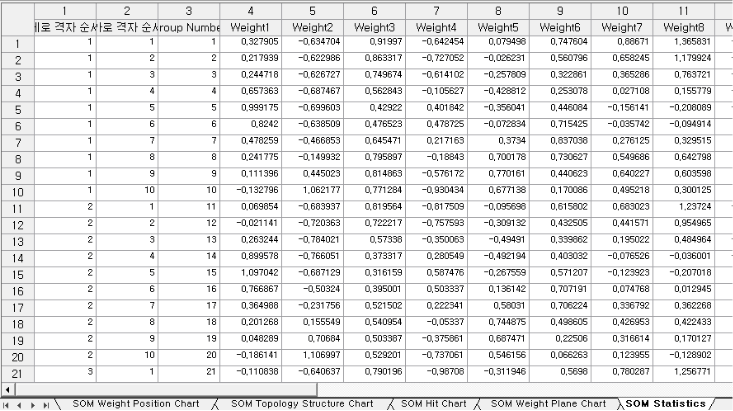 1 2 3 4 5 6 7 8 9 10 11
로 격자 순서 로 격자 순서 roup Numbe Weight1 Weight2 Weight3 Weight4 Weight5 Weight6 Weight7 Weight8 W
1 1 1 1 0,327905 -0,634704 0,91997 -0,642454 0,079498 0,747604 0,88671 1,365831
2 1 2 2 0,217939 -0,622986 0,863317 -0,727052 -0,026231 0,560796 0,658245 1,179924
3 1 3 3 0,244718 -0,626727 0,749674 -0,614102 -0,257809 0,322861 0,365286 0,763721
4 1 4 4 0,657363 -0,687467 0,562843 -0,105627 -0,428812 0,253078 0,027108 0,155779
5 1 5 5 0,999175 -0,699603 0,42922 0,401842 -0,356041 0,446084 -0,156141 -0,208089
6 1 6 6 0,8242 -0,638509 0,476523 0,478725 -0,072834 0,715425 -0,035742 -0,094914
7 1 7 7 0,478259 -0,466853 0,645471 0,217163 0,3734 0,837038 0,276125 0,329515
8 1 8 8 0,241775 -0,149932 0,795897 -0,18843 0,700178 0,730627 0,549686 0,642798
9 1 9 9 0,111396 0,445023 0,814863 -0,576172 0,770161 0,440623 0,640227 0,603598
10 1 10 10 -0,132796 1,062177 0,771284 -0,930434 0,677138 0,170086 0,495218 0,300125
11 2 1 11 0,069854 -0,683937 0,819564 -0,817509 -0,095698 0,615802 0,683023 1,23724
12 2 2 12 -0,021141 -0,720363 0,722217 -0,757593 -0,309132 0,432505 0,441571 0,954965
13 2 3 13 0,263244 -0,784021 0,57338 -0,350063 -0,49491 0,339862 0,195022 0,484964
14 2 4 14 0,899578 -0,766051 0,373317 0,280549 -0,492194 0,403032 -0,076526 -0,036001
15 2 5 15 1,097042 -0,687129 0,316159 0,587476 -0,267559 0,571207 -0,123923 -0,207018
16 2 6 16 0,766867 -0,50324 0,395001 0,503337 0,136142 0,707191 0,074768 0,012945
17 2 7 17 0,364988 -0,231756 0,521502 0,222341 0,58031 0,706224 0,336792 0,362268
18 2 8 18 0,201268 0,155549 0,540954 -0,05337 0,744875 0,498605 0,426953 0,422433
19 2 9 19 0,048289 0,70684 0,503387 -0,375861 0,687471 0,22506 0,316614 0,170127
20 2 10 20 -0,186141 1,106997 0,529201 -0,737061 0,546156 0,066263 0,123955 -0,128902
21 3 1 21 -0,110838 -0,640637 0,790196 -0,98708 -0,311946 0,5698 0,780287 1,256771
SOM Weight Position Chart SOM Topology Structure Chart SOM Hit Chart SOM Weight Plane Chart SOM Statistics